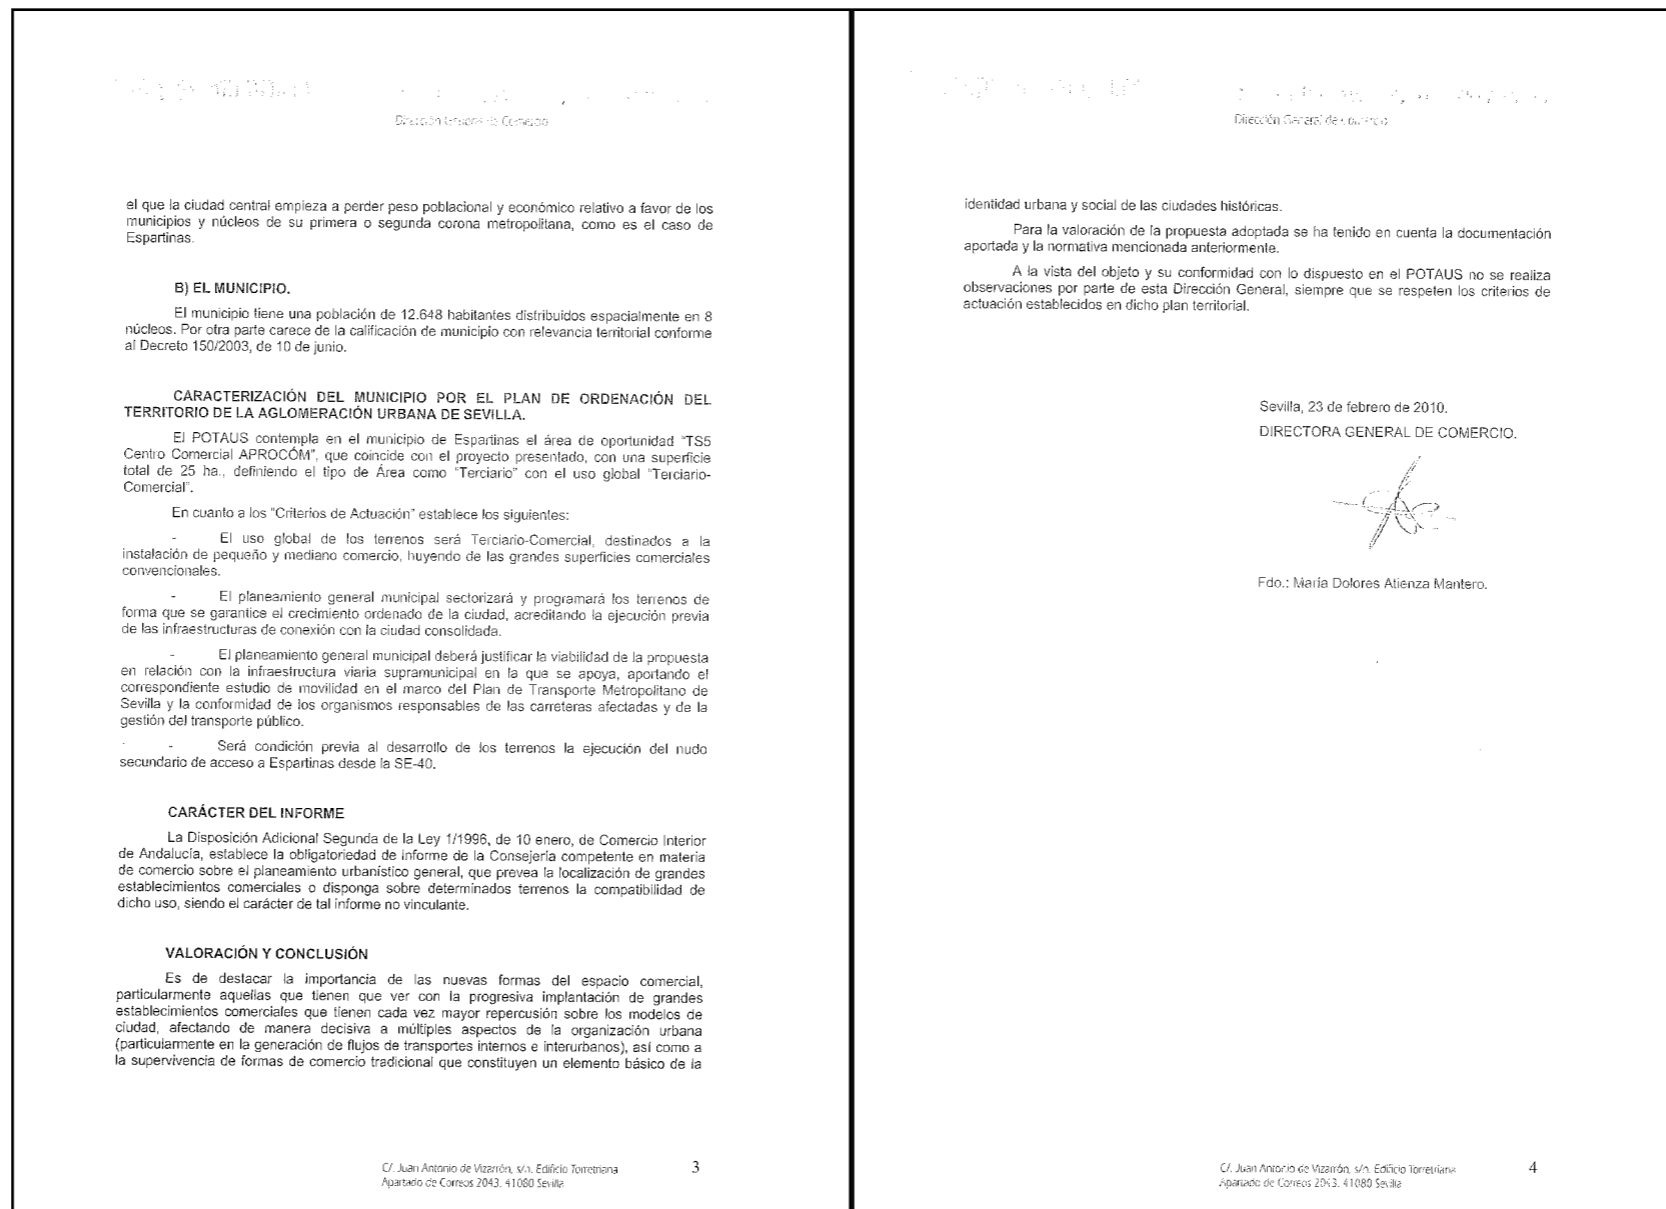 Dirección General de Comercio
el que la ciudad central empieza a perder peso poblacional y económico relativo a favor de los
municipios y núcleos de su primera o segunda corona metropolitana, como es el caso de
Espartinas.
B) EL MUNICIPIO.
El municipio tiene una población de 12.648 habitantes distribuidos espacialmente en 8
núcleos. Por otra parte carece de la calificación de municipio con relevancia territorial conforme
al Decreto 150/2003, de 10 de junio.
CARACTERIZACIÓN DEL MUNICIPIO POR EL PLAN DE ORDENACIÓN DEL
TERRITORIO DE LA AGLOMERACIÓN URBANA DE SEVILLA.
El POTAUS contempla en el municipio de Espartinas el área de oportunidad "TS5
Centro Comercial APROCÓM", que coincide con el proyecto presentado, con una superficie
total de 25 ha., definiendo el tipo de Área como "Terciario" con el uso global "Terciario-
Comercial".
En cuanto a los "Criterios de Actuación" establece los siguientes:
- El uso global de los terrenos será Terciario-Comercial, destinados a la
instalación de pequeño y mediano comercio, huyendo de las grandes superficies comerciales
convencionales.
- El planeamiento general municipal sectorizará y programará los terrenos de
forma que se garantice el crecimiento ordenado de la ciudad, acreditando la ejecución previa
de las infraestructuras de conexión con la ciudad consolidada.
- El planeamiento general municipal deberá justificar la viabilidad de la propuesta
en relación con la infraestructura viaria supramunicipal en la que se apoya, aportando el
correspondiente estudio de movilidad en el marco del Plan de Transporte Metropolitano de
Sevilla y la conformidad de los organismos responsables de las carreteras afectadas y de la
gestión del transporte público.
- Será condición previa al desarrollo de los terrenos la ejecución del nudo
secundario de acceso a Espartinas desde la SE-40.
CARÁCTER DEL INFORME
La Disposición Adicional Segunda de la Ley 1/1996, de 10 enero, de Comercio Interior
de Andalucía, establece la obligatoriedad de informe de la Consejería competente en materia
de comercio sobre el planeamiento urbanístico general, que prevea la localización de grandes
establecimientos comerciales o disponga sobre determinados terrenos la compatibilidad de
dicho uso, siendo el carácter de tal informe no vinculante.
VALORACIÓN Y CONCLUSIÓN
Es de destacar la importancia de las nuevas formas del espacio comercial,
particularmente aquellas que tienen que ver con la progresiva implantación de grandes
establecimientos comerciales que tienen cada vez mayor repercusión sobre los modelos de
ciudad, afectando de manera decisiva a múltiples aspectos de la organización urbana
(particularmente en la generación de flujos de transportes internos e interurbanos), así como a
la supervivencia de formas de comercio tradicional que constituyen un elemento básico de la
C/. Juan Antonio de Vizarrón, s/n. Edificio Torretriana
Apartado de Correos 2043. 41080 Sevilla
3
Dirección General de Comercio
identidad urbana y social de las ciudades históricas.
Para la valoración de la propuesta adoptada se ha tenido en cuenta la documentación
aportada y la normativa mencionada anteriormente.
A la vista del objeto y su conformidad con lo dispuesto en el POTAUS no se realiza
observaciones por parte de esta Dirección General, siempre que se respeten los criterios de
actuación establecidos en dicho plan territorial.
Sevilla, 23 de febrero de 2010.
DIRECTORA GENERAL DE COMERCIO.
Fdo.: María Dolores Atienza Mantero.
C/. Juan Antonio de Vizarrón, s/n. Edificio Torretriana
Apartado de Correos 2043. 41080 Sevilla
4